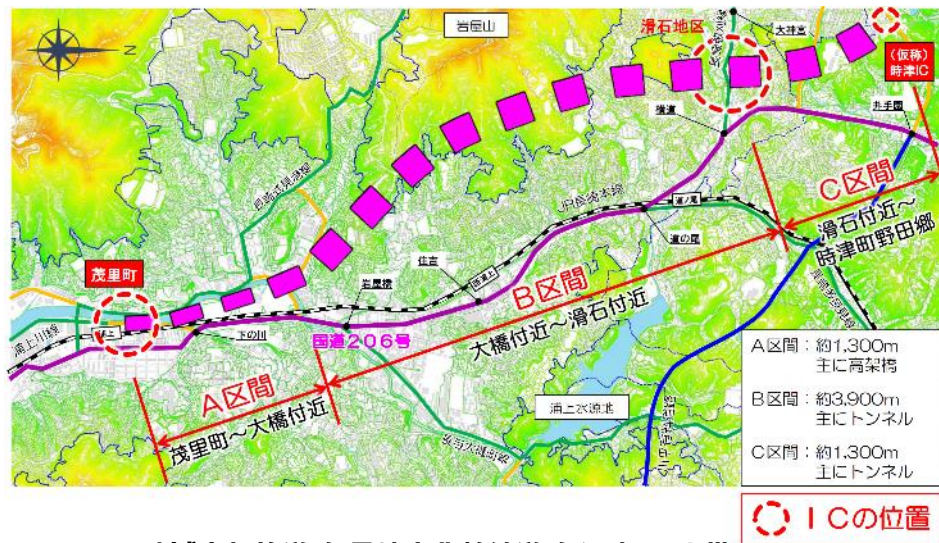 岩屋山
滑石地区
大神宮
(仮称)
時津IC
N
横道
井手園
C区間
滑石付近~
時津町野田郷
道ノ尾
道の尾
茂里町
住吉
岩屋橋
B区間
大橋付近~滑石付近
浦上
下の川
国道206号
浦上川線
A区間
茂里町~大橋付近
浦上水源地
A区間:約1,300m
主に高架橋
B区間:約3,900m
主にトンネル
C区間:約1,300m
主にトンネル
ICの位置